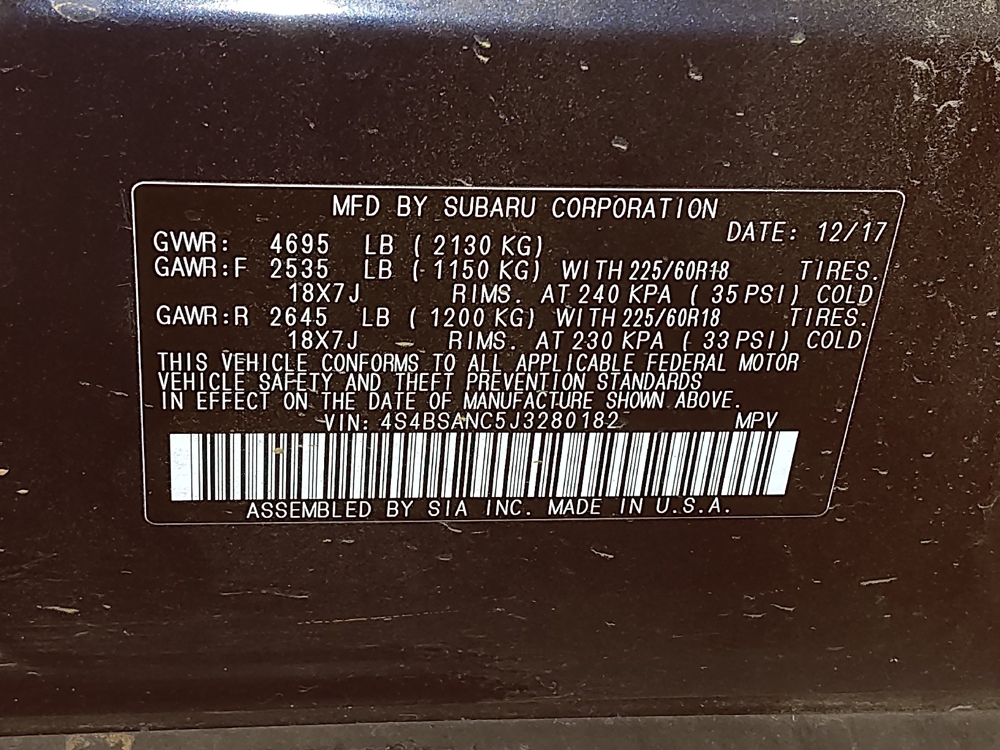 MFD BY SUBARU CORPORATION
DATE: 12/17
GVWR: 4695 LB (2130 KG)
GAWR:F 2535 LB (1150 KG) WITH 225/60R18 TIRES.
18X7J RIMS. AT 240 KPA (35 PSI) COLD
GAWR:R 2645 LB (1200 KG) WITH 225/60R18 TIRES.
18X7J RIMS. AT 230 KPA (33 PSI) COLD
THIS VEHICLE CONFORMS TO ALL APPLICABLE FEDERAL MOTOR
VEHICLE SAFETY AND THEFT PREVENTION STANDARDS
IN EFFECT ON THE DATE OF MANUFACTURE SHOWN ABOVE.
VIN: 4S4BSANC5J3280182 MPV
ASSEMBLED BY SIA INC. MADE IN U.S.A.